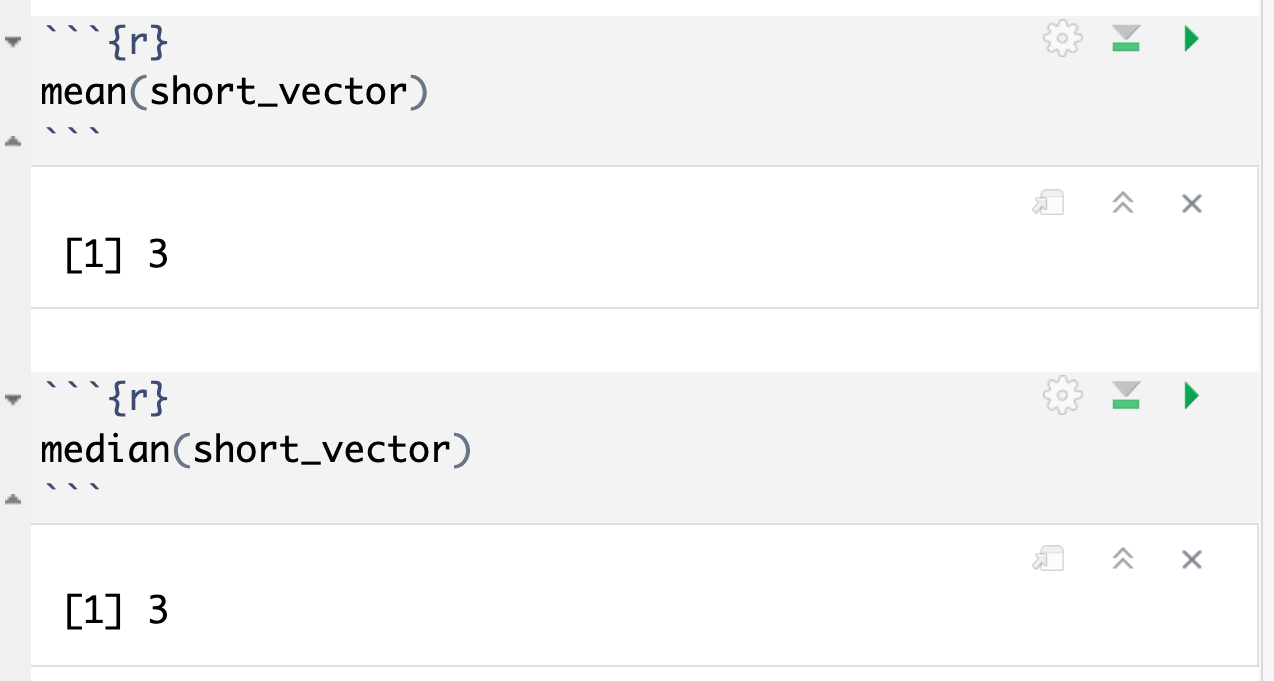 ```{r}
mean(short_vector)
```
[1] 3
```{r}
median(short_vector)
```
[1] 3